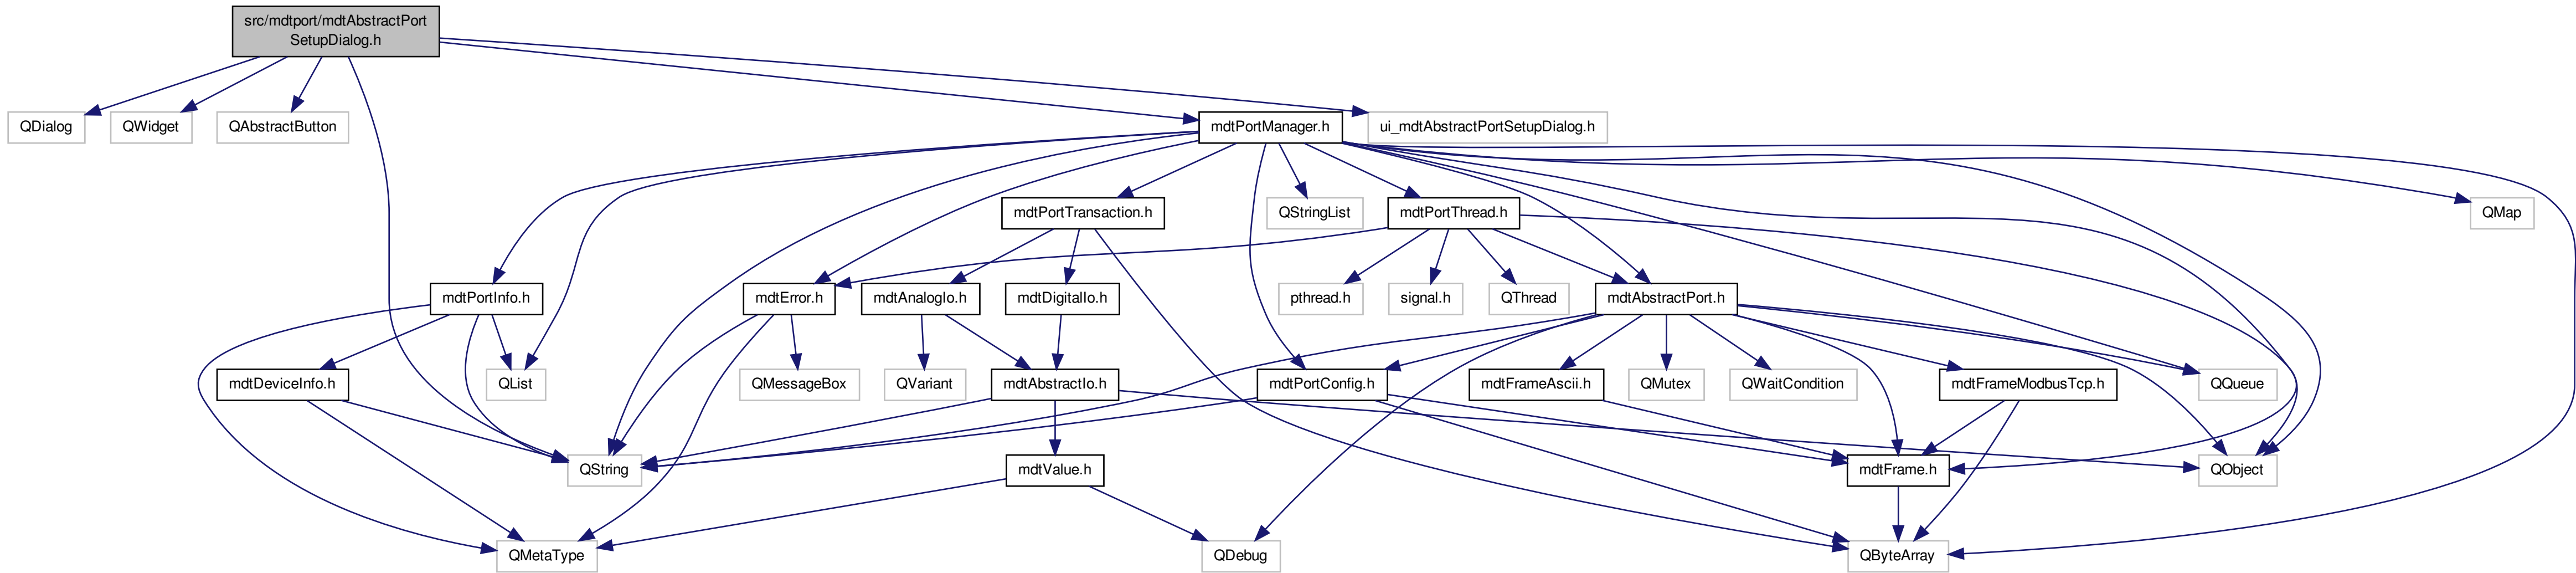 src/mdtport/mdtAbstractPort
SetupDialog.h
QDialog
QWidget
QAbstractButton
mdtPortManager.h
ui_mdtAbstractPortSetupDialog.h
mdtPortTransaction.h
QStringList
mdtPortThread.h
QMap
mdtPortInfo.h
mdtError.h
mdtAnalogIo.h
mdtDigitalIo.h
pthread.h
signal.h
QThread
mdtAbstractPort.h
mdtDeviceInfo.h
QList
QMessageBox
QVariant
mdtAbstractIo.h
mdtPortConfig.h
mdtFrameAscii.h
QMutex
QWaitCondition
mdtFrameModbusTcp.h
QQueue
QString
mdtValue.h
mdtFrame.h
QObject
QMetaType
QDebug
QByteArray